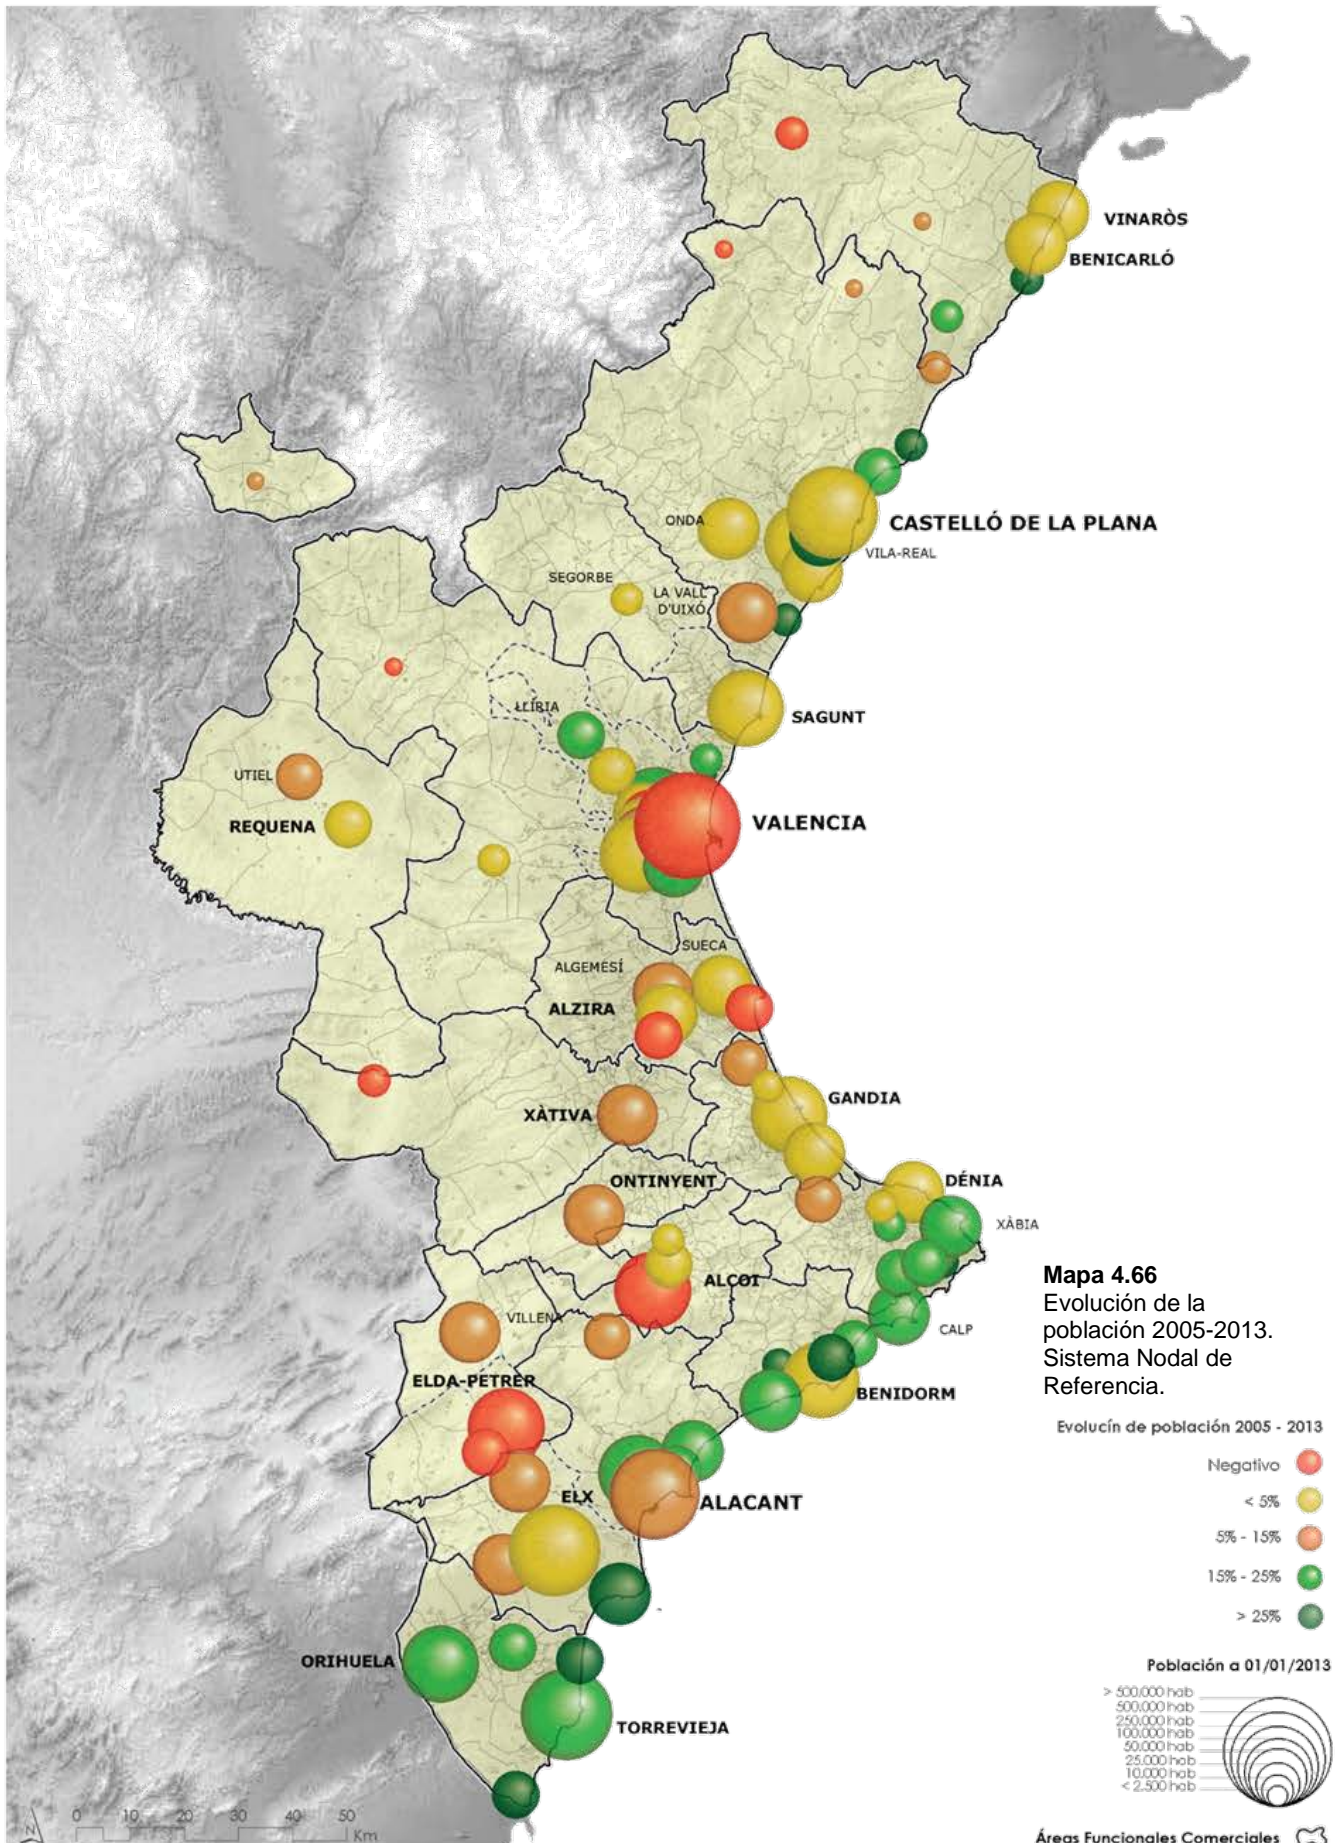 VINARÒS
BENICARLÓ
ONDA
CASTELLÓ DE LA PLANA
VILA-REAL
SEGORBE
LA VALL
D'UIXÓ
SAGUNT
LLÍRIA
UTIEL
REQUENA
VALENCIA
SUECA
ALGEMESÍ
ALZIRA
GANDIA
XÀTIVA
ONTINYENT
DÉNIA
XÀBIA
ALCOI
VILLENA
CALP
ELDA-PETRER
BENIDORM
ELX
ALACANT
ORIHUELA
TORREVIEJA
Mapa 4.66
Evolución de la
población 2005-2013.
Sistema Nodal de
Referencia.
Evolucín de población 2005 - 2013
Negativo
< 5%
5% - 15%
15% - 25%
> 25%
Población a 01/01/2013
> 500.000 hab
500.000 hab
250.000 hab
100.000 hab
50.000 hab
25.000 hab
10.000 hab
< 2.500 hab
Áreas Funcionales Comerciales
N
0 10 20 30 40 50
Km